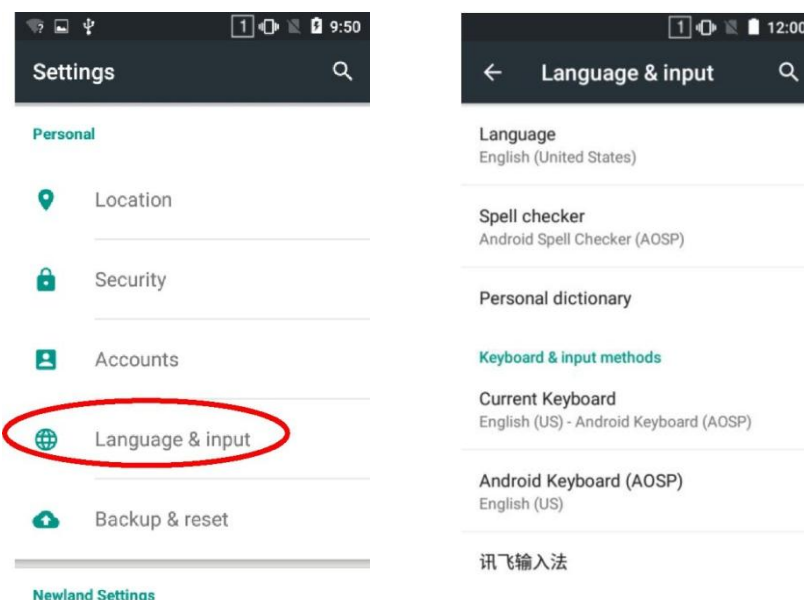 1 9:50
Settings
Personal
Location
Security
Accounts
Language & input
Backup & reset
Newland Settings
1 12:00
Language & input
Language
English (United States)
Spell checker
Android Spell Checker (AOSP)
Personal dictionary
Keyboard & input methods
Current Keyboard
English (US) - Android Keyboard (AOSP)
Android Keyboard (AOSP)
English (US)
讯飞输入法